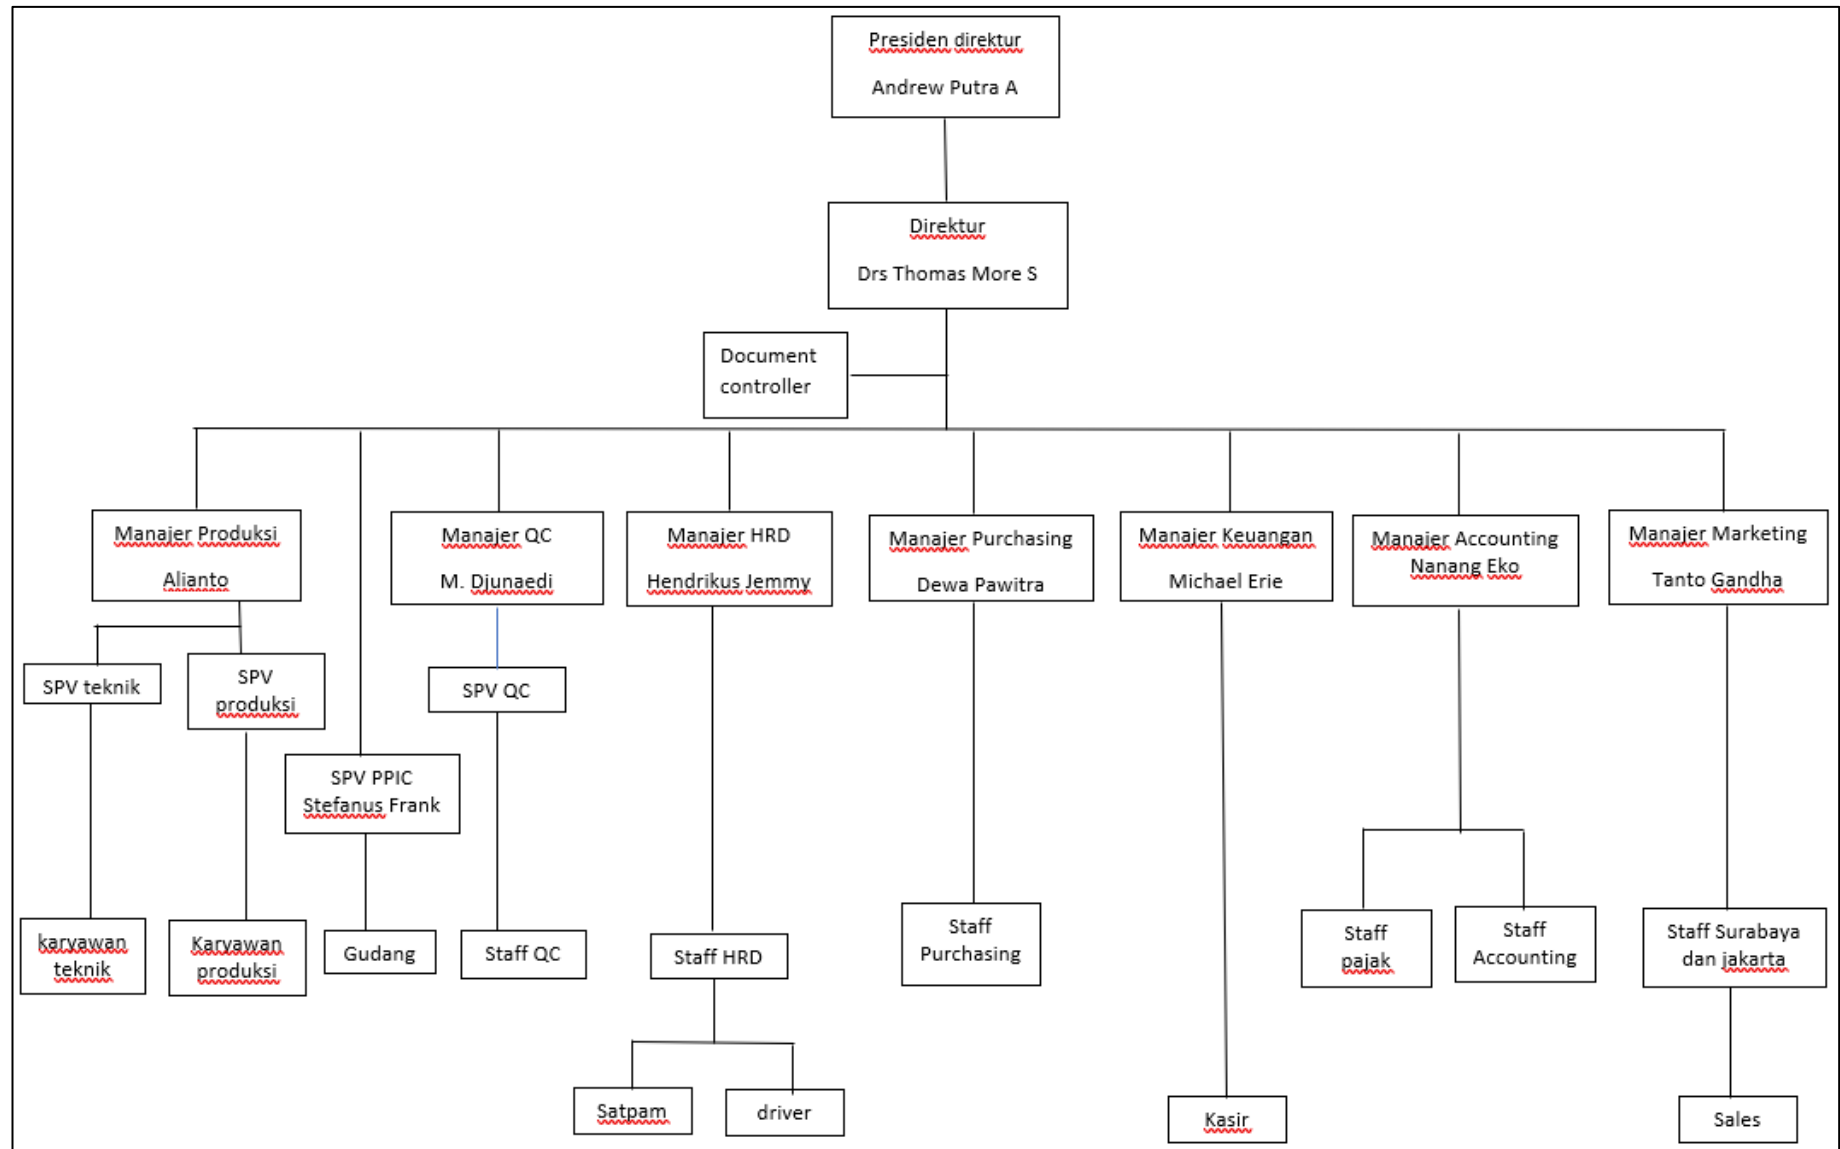 Presiden direktur
Andrew Putra A
Direktur
Drs Thomas More S
Document
controller
Manajer Produksi
Alianto
Manajer QC
M. Djunaedi
Manajer HRD
Hendrikus Jemmy
Manajer Purchasing
Dewa Pawitra
Manajer Keuangan
Michael Erie
Manajer Accounting
Nanang Eko
Manajer Marketing
Tanto Gandha
SPV teknik
SPV
produksi
SPV QC
SPV PPIC
Stefanus Frank
karyawan
teknik
Karyawan
produksi
Gudang
Staff QC
Staff HRD
Staff
Purchasing
Staff
pajak
Staff
Accounting
Staff Surabaya
dan jakarta
Satpam
driver
Kasir
Sales